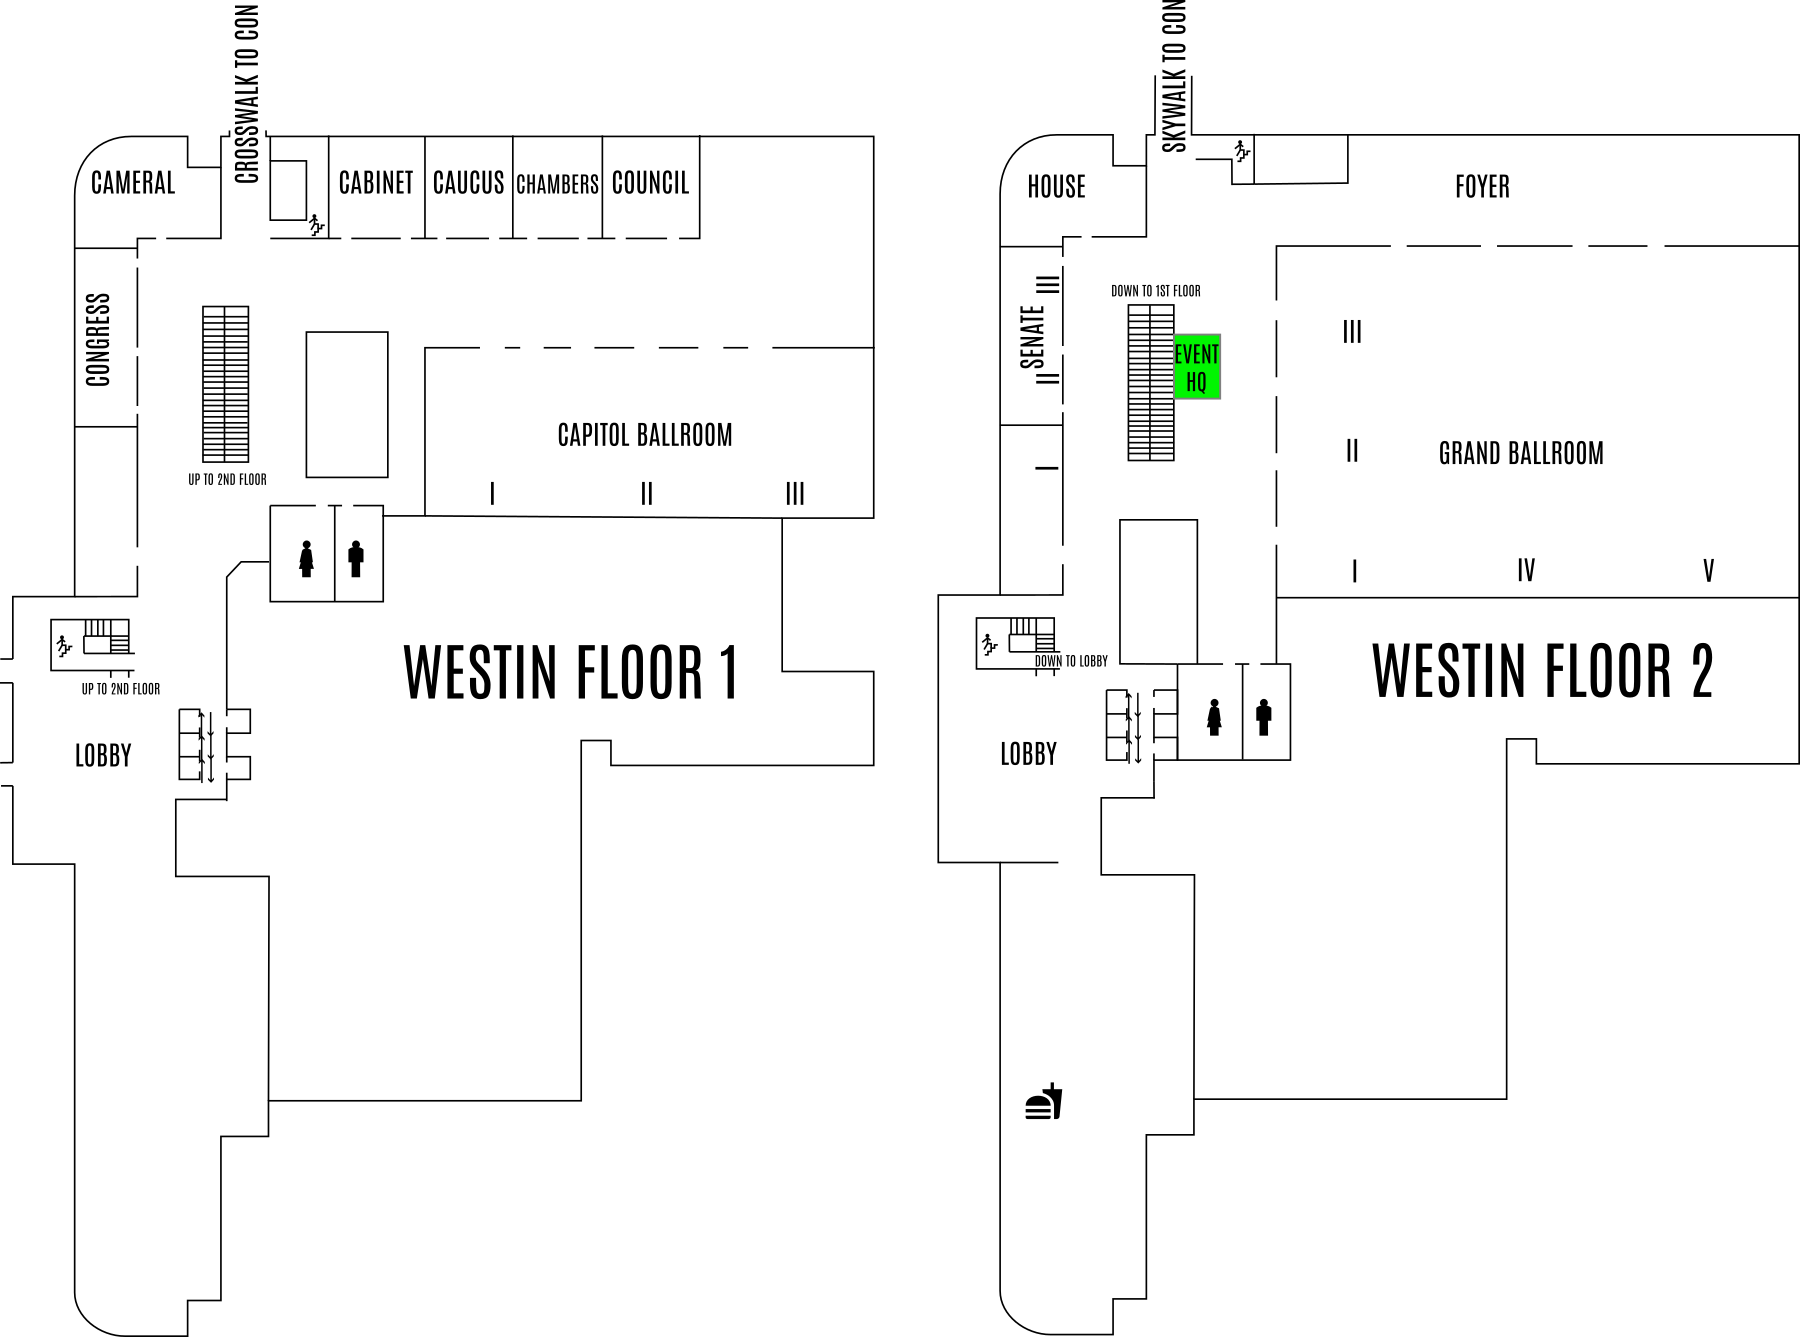 CROSSWALK TO CON
CAMERAL
CABINET
CAUCUS
CHAMBERS
COUNCIL
CONGRESS
UP TO 2ND FLOOR
CAPITOL BALLROOM
I
II
III
WESTIN FLOOR 1
UP TO 2ND FLOOR
LOBBY
SKYWALK TO CON
HOUSE
FOYER
III
SENATE
II
I
DOWN TO 1ST FLOOR
EVENT
HQ
III
II
GRAND BALLROOM
I
IV
V
WESTIN FLOOR 2
DOWN TO LOBBY
LOBBY